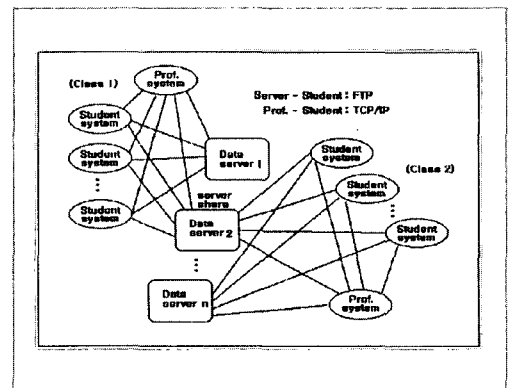 (Class 1)
Prof.
system
Server - Student : FTP
Prof. - Student : TCP/IP
Student
system
Student
system
Student
system
Data
server 1
server
share
Data
server 2
Data
server n
Student
system
(Class 2)
Student
system
Student
system
Prof.
system